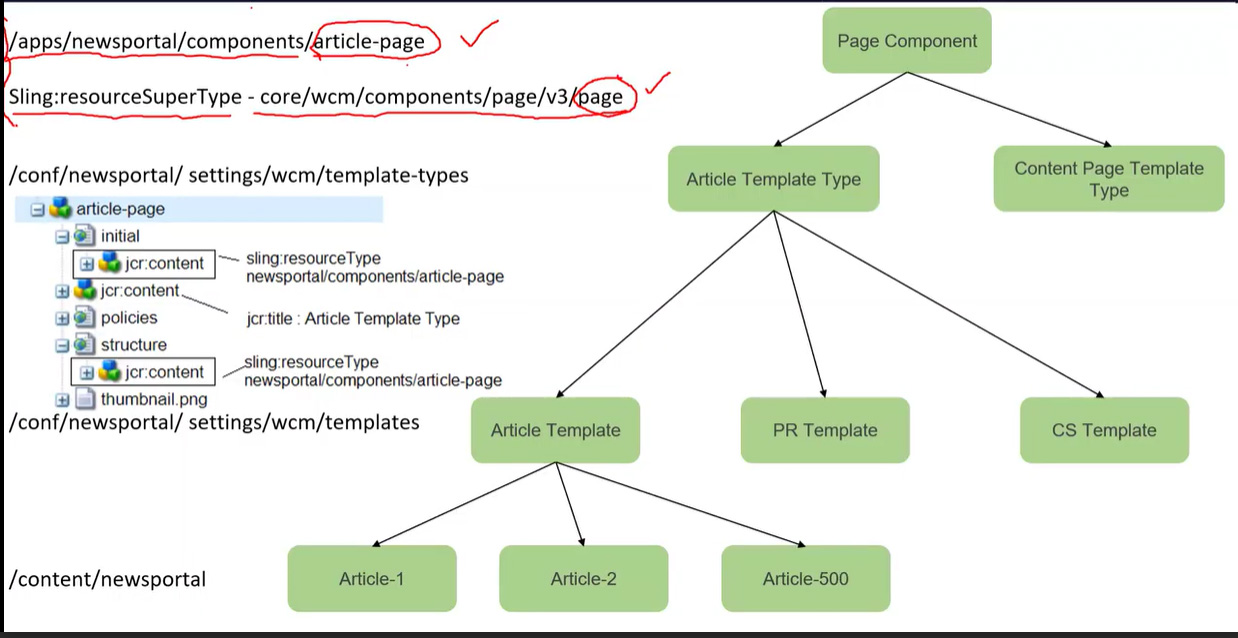 /apps/newsportal/components/article-page
Sling:resourceSuperType - core/wcm/components/page/v3/page
/conf/newsportal/ settings/wcm/template-types
article-page
initial
jcr:content
sling:resourceType
newsportal/components/article-page
jcr:content
policies
jcr:title : Article Template Type
structure
jcr:content
sling:resourceType
newsportal/components/article-page
thumbnail.png
/conf/newsportal/ settings/wcm/templates
/content/newsportal
Page Component
Article Template Type
Content Page Template
Type
Article Template
PR Template
CS Template
Article-1
Article-2
Article-500